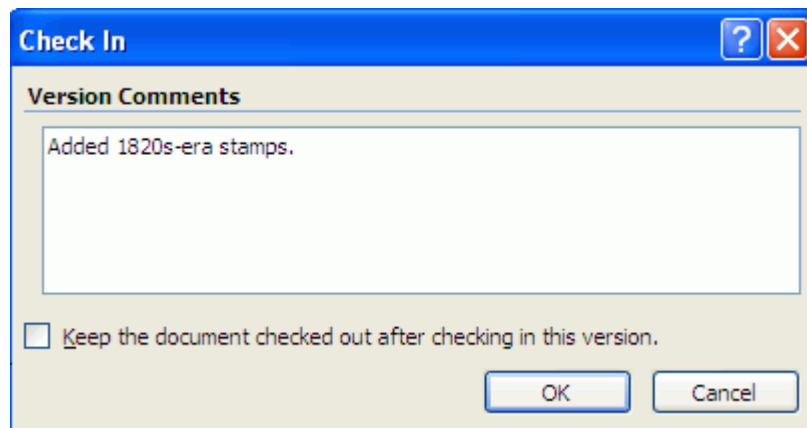 Check In
Version Comments
Added 1820s-era stamps.
Keep the document checked out after checking in this version.
OK Cancel